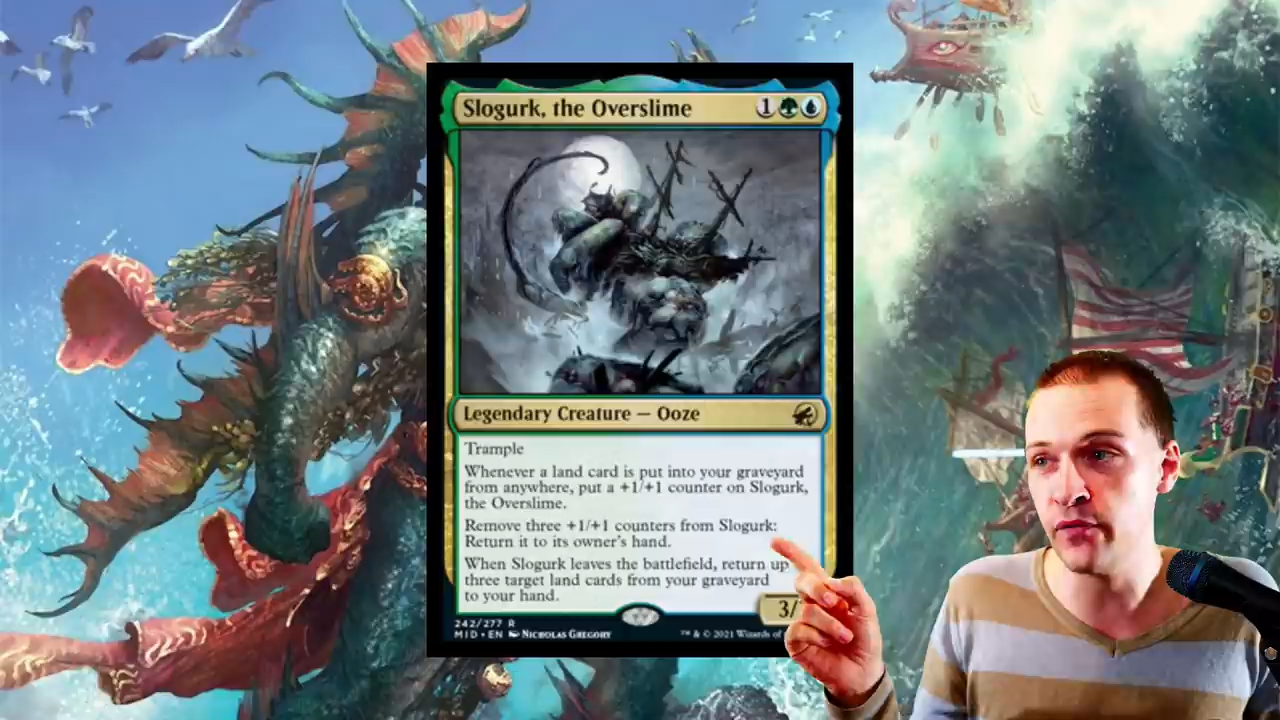 Slogurk, the Overslime 1
Legendary Creature — Ooze
Trample
Whenever a land card is put into your graveyard
from anywhere, put a +1/+1 counter on Slogurk,
the Overslime.
Remove three +1/+1 counters from Slogurk:
Return it to its owner's hand.
When Slogurk leaves the battlefield, return up
three target land cards from your graveyard
to your hand.
3/
242/277 R
MID • EN Nicholas Gregory
™ & © 2021 Wizards of